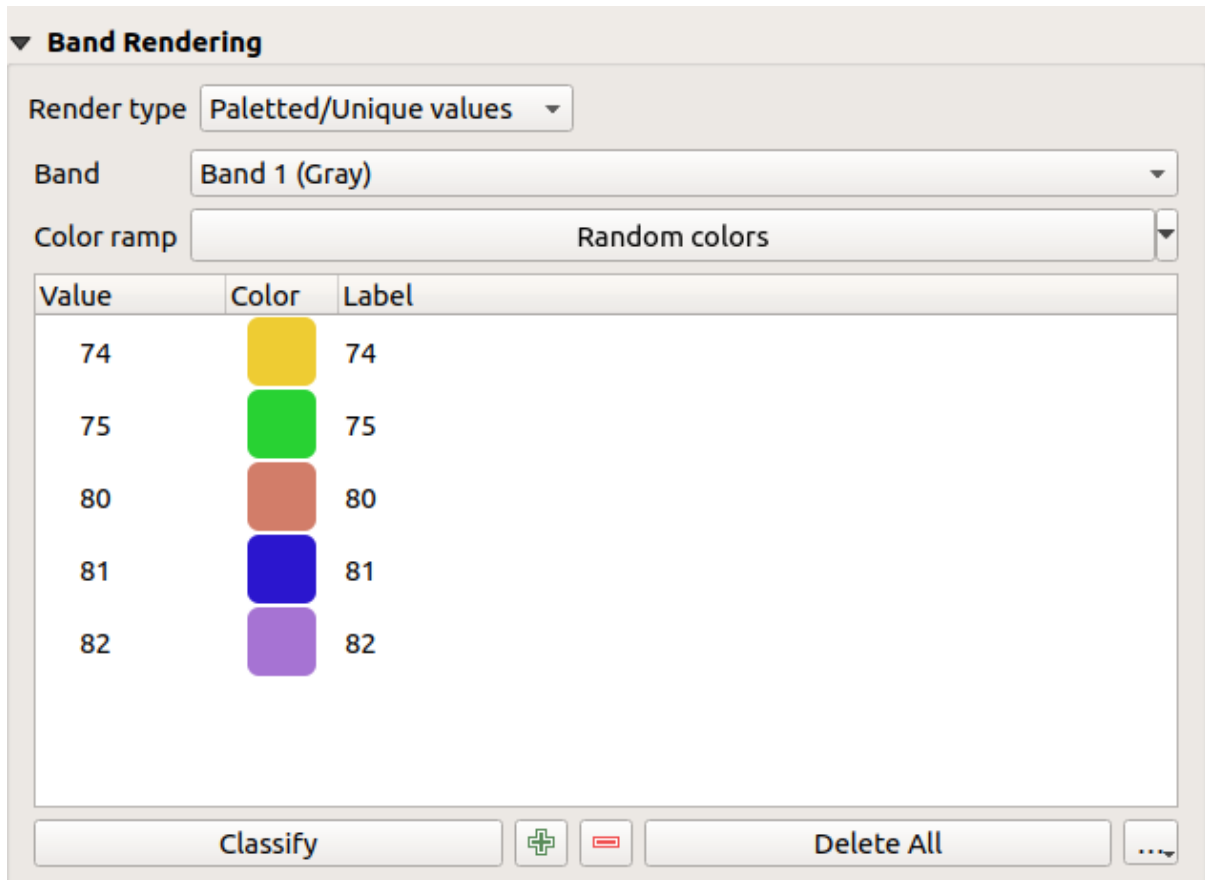 Band Rendering
Render type Paletted/Unique values
Band Band 1 (Gray)
Color ramp Random colors
Value Color Label
74 74
75 75
80 80
81 81
82 82
Classify Delete All ...